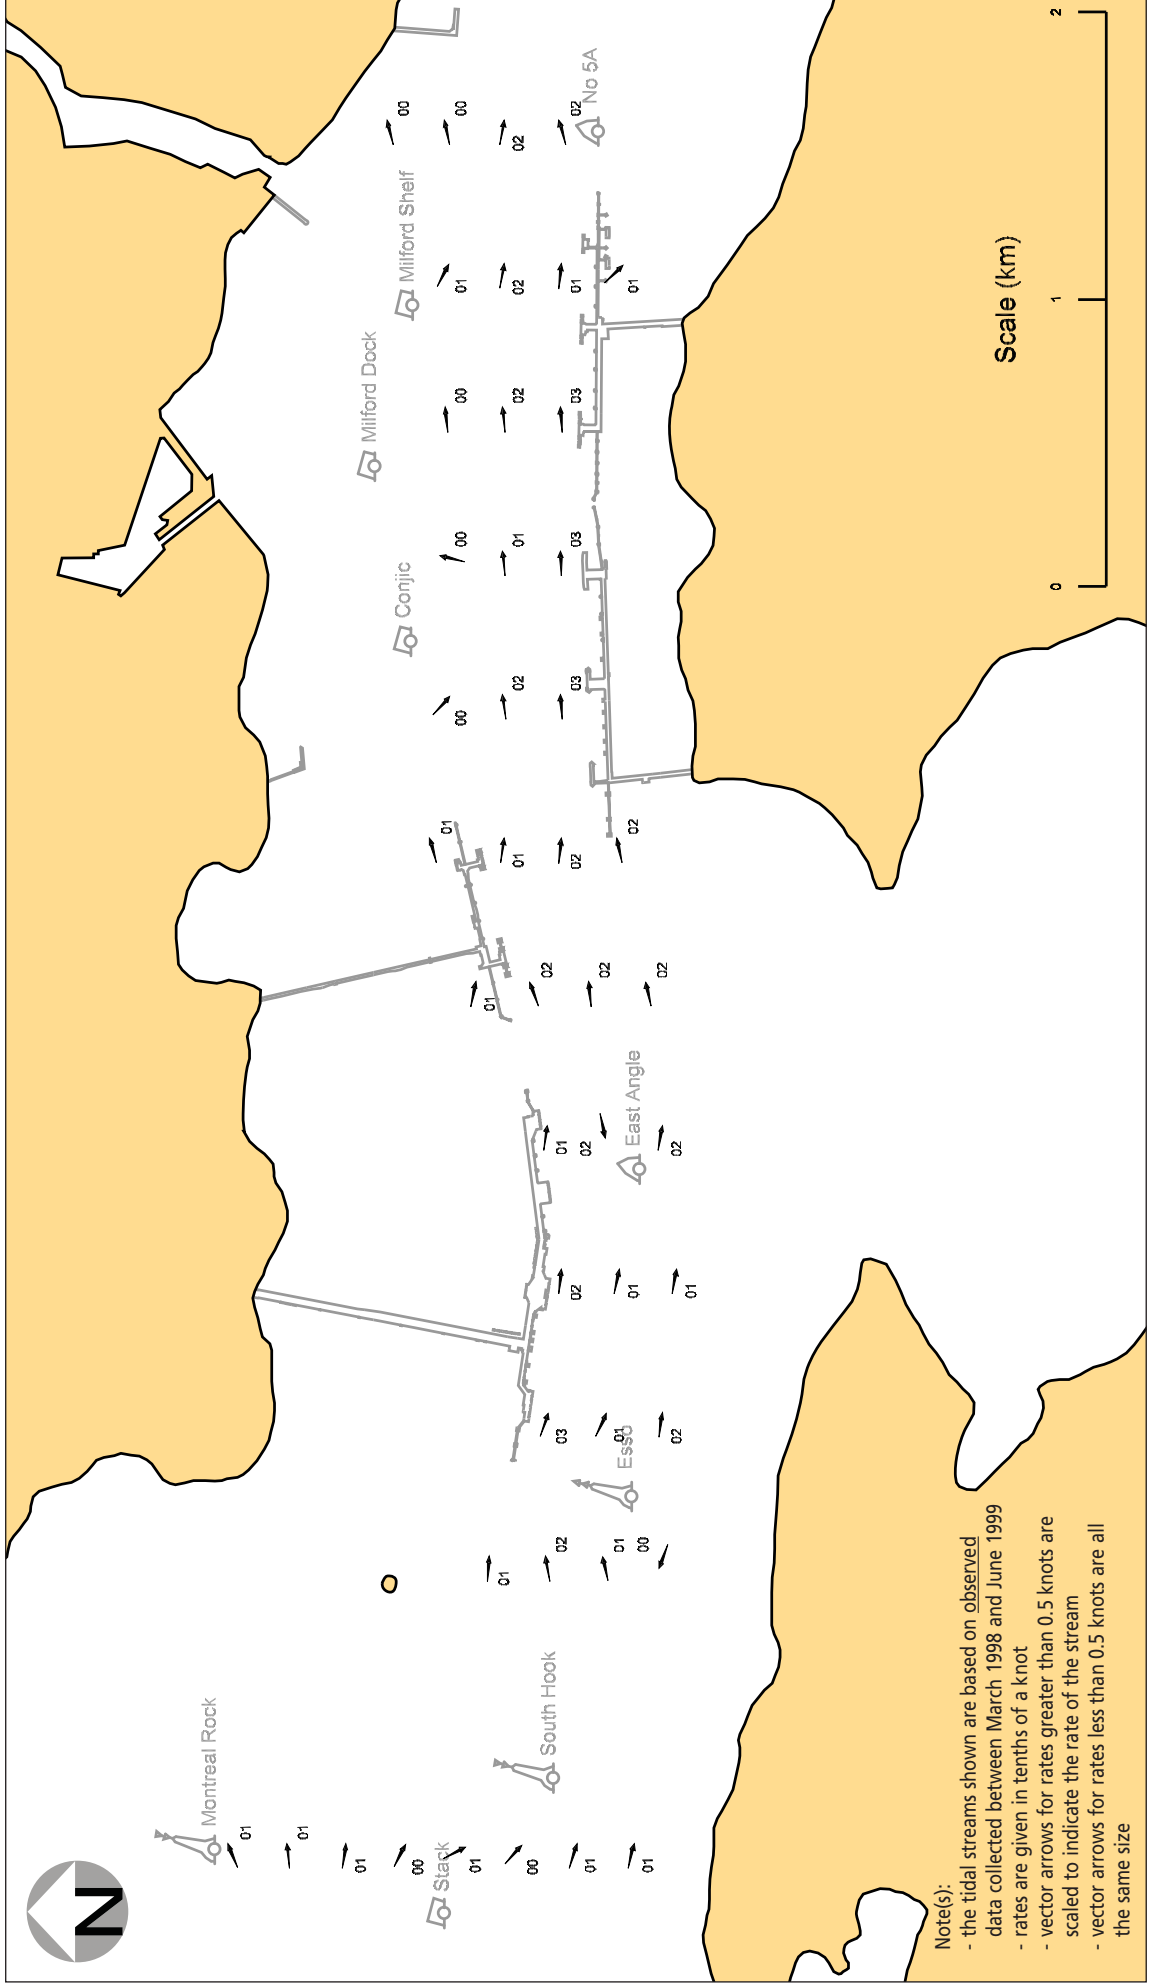 N
Montreal Rock
01
01
01
00
Stack
01
00
01
01
South Hook
01
02
01
00
03
01
Esso
02
02
01
01
01
02
East Angle
02
01
02
02
02
01
01
02
02
00
02
03
Conjic
00
01
03
Milford Dock
00
02
03
Milford Shelf
01
02
01
01
00
00
02
02
No 5A
Note(s):
- the tidal streams shown are based on observed
data collected between March 1998 and June 1999
- rates are given in tenths of a knot
- vector arrows for rates greater than 0.5 knots are
scaled to indicate the rate of the stream
- vector arrows for rates less than 0.5 knots are all
the same size
Scale (km)
0 1 2